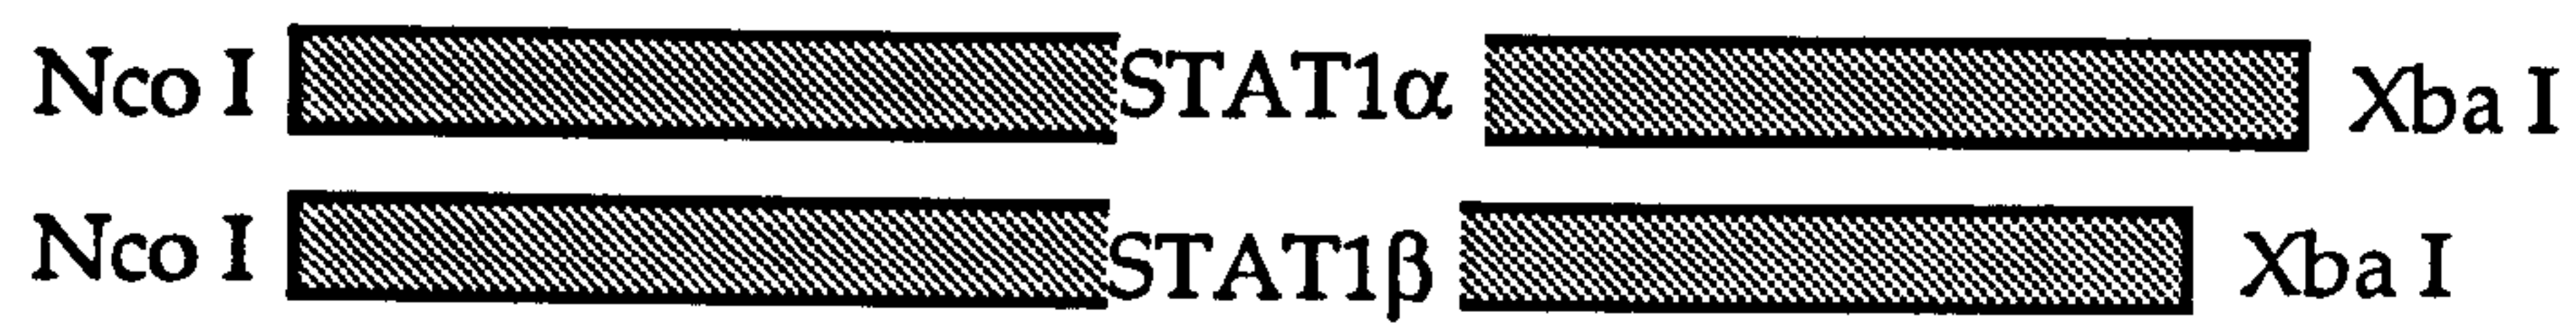 Nco I STAT1α Xba I
Nco I STAT1β Xba I